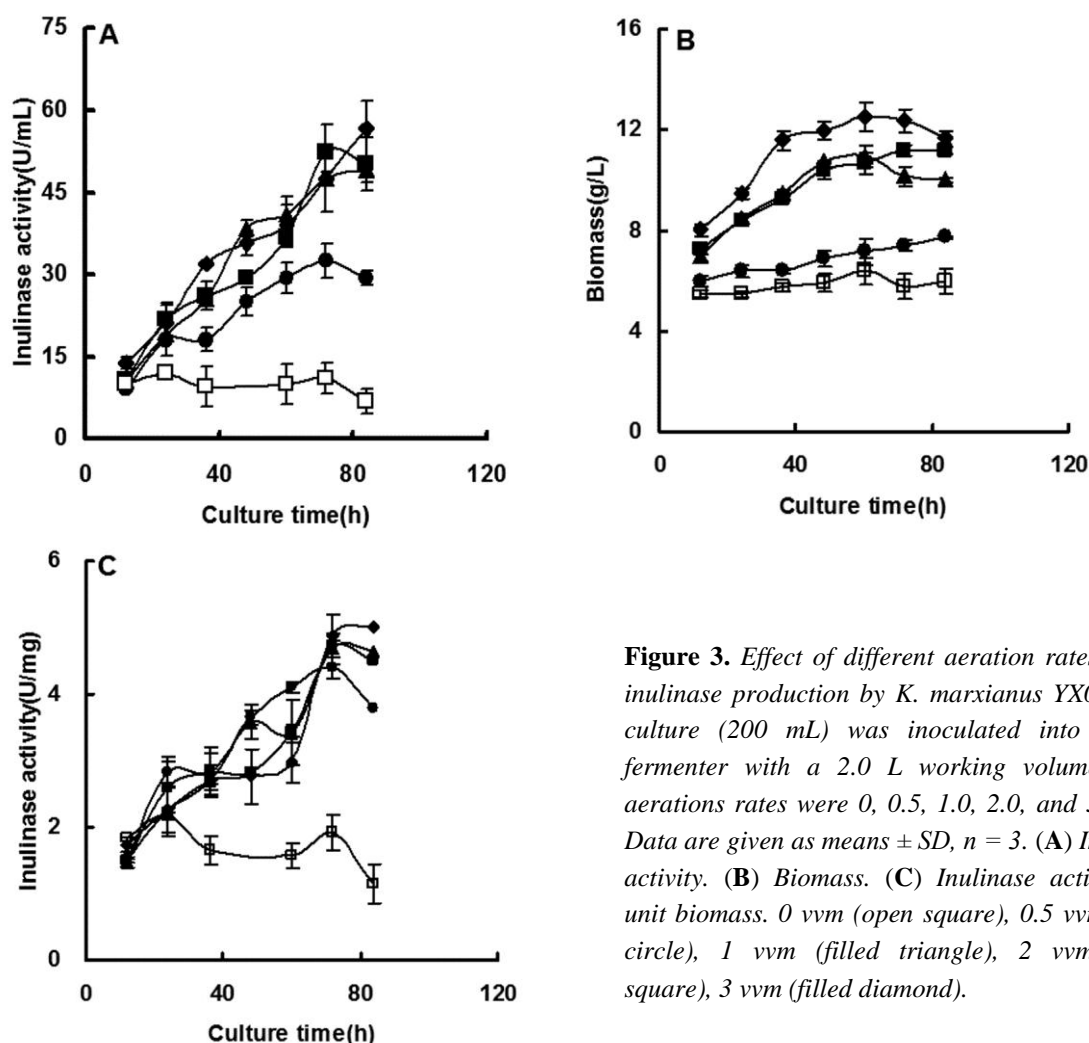 A
75
60
45
30
15
0
Inulinase activity(U/mL)
0 40 80 120
Culture time(h)
B
16
12
8
4
0
Biomass(g/L)
0 40 80 120
Culture time(h)
C
6
4
2
0
Inulinase activity(U/mg)
0 40 80 120
Culture time(h)
Figure 3. Effect of different aeration rate
inulinase production by K. marxianus YXO
culture (200 mL) was inoculated into
fermenter with a 2.0 L working volume
aerations rates were 0, 0.5, 1.0, 2.0, and
Data are given as means ± SD, n = 3. (A) I
activity. (B) Biomass. (C) Inulinase acti
unit biomass. 0 vvm (open square), 0.5 vv
circle), 1 vvm (filled triangle), 2 vvm
square), 3 vvm (filled diamond).